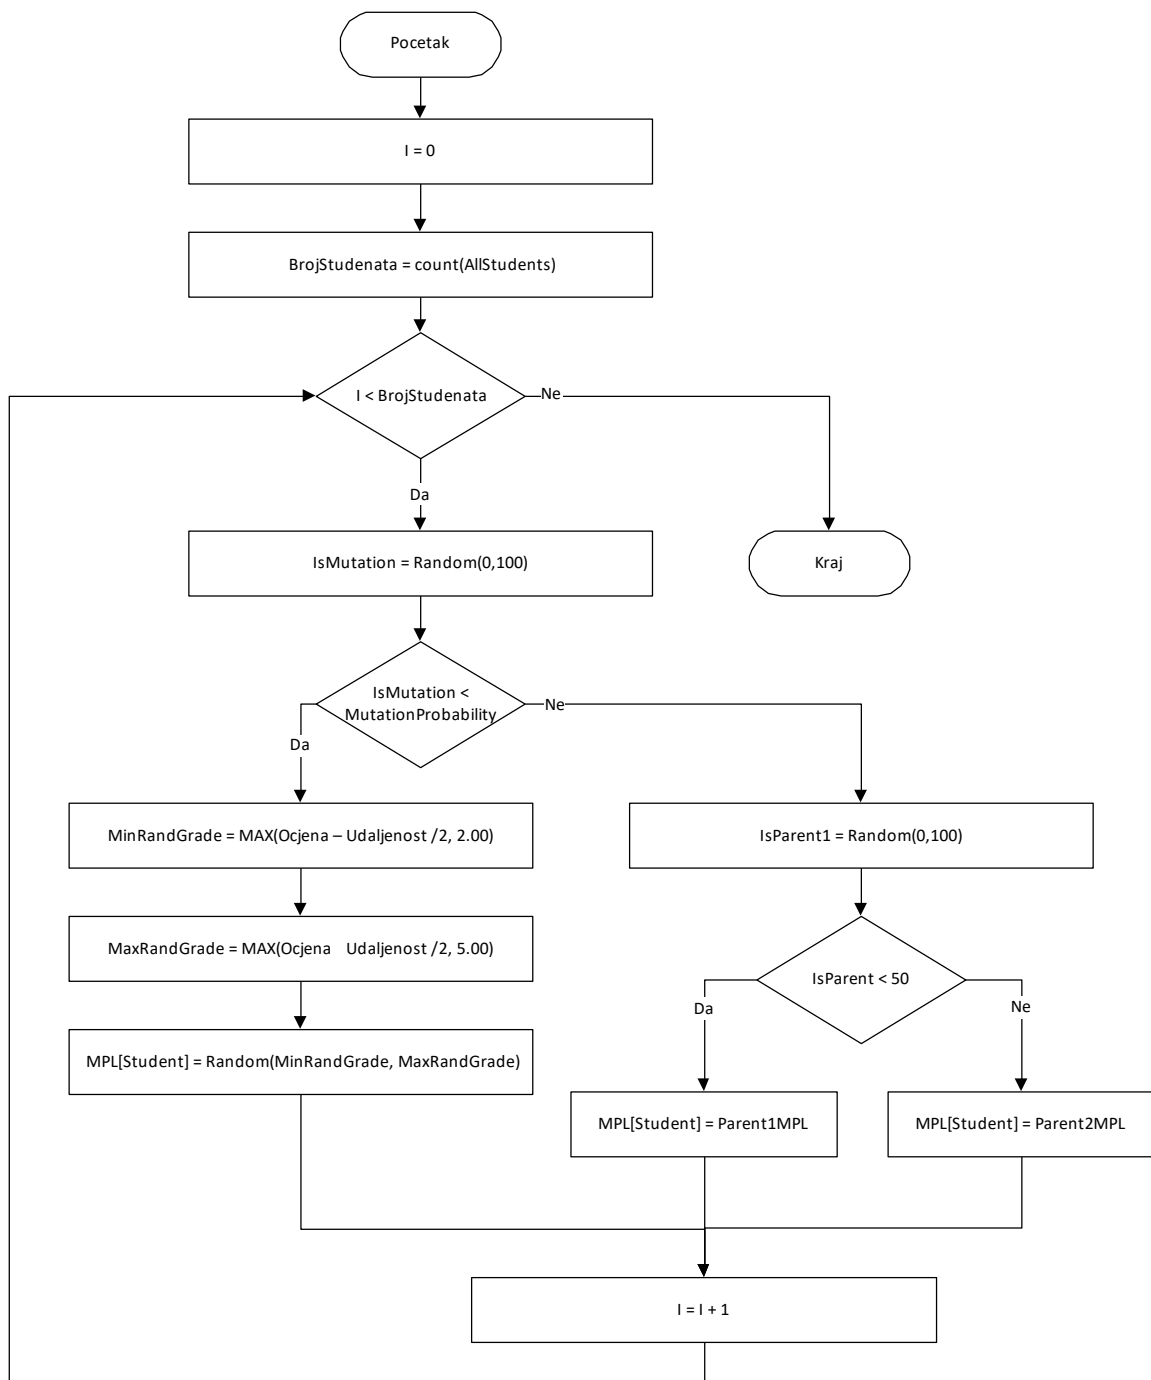 Pocetak
I = 0
BrojStudenata = count(AllStudents)
I < BrojStudenata
Ne
Da
IsMutation = Random(0,100)
Kraj
IsMutation <
MutationProbability
Ne
Da
MinRandGrade = MAX(Ocjena – Udaljenost /2, 2.00)
IsParent1 = Random(0,100)
MaxRandGrade = MAX(Ocjena Udaljenost /2, 5.00)
IsParent < 50
Da
Ne
MPL[Student] = Random(MinRandGrade, MaxRandGrade)
MPL[Student] = Parent1MPL
MPL[Student] = Parent2MPL
I = I + 1